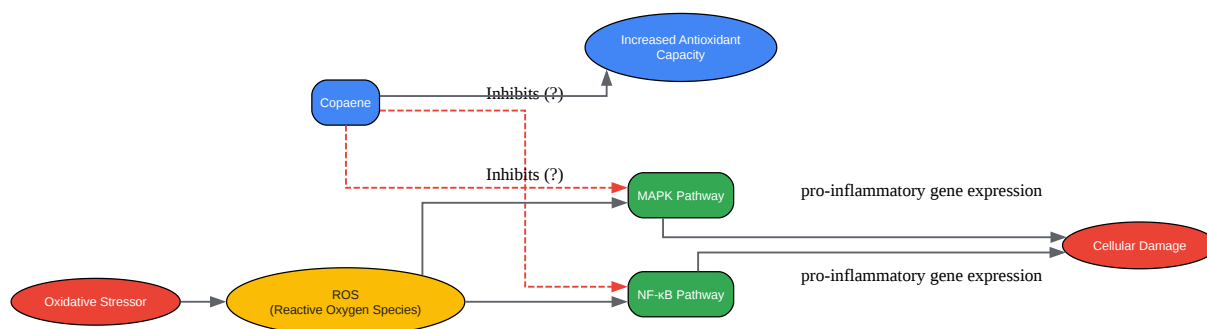 Increased Antioxidant
Capacity
Inhibits (?)
Copaene
Inhibits (?)
MAPK Pathway
pro-inflammatory gene expression
Cellular Damage
pro-inflammatory gene expression
Oxidative Stressor
ROS
(Reactive Oxygen Species)
NF-κB Pathway